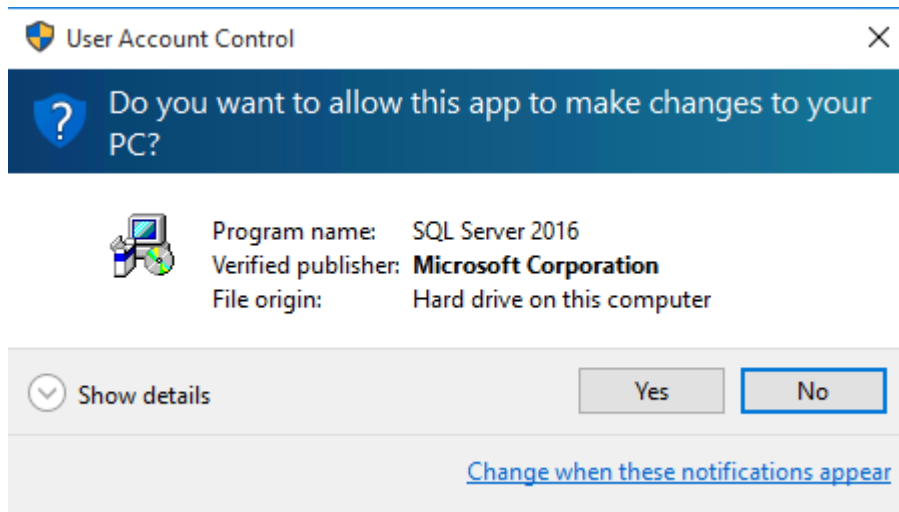 User Account Control
Do you want to allow this app to make changes to your
PC?
Program name: SQL Server 2016
Verified publisher: Microsoft Corporation
File origin: Hard drive on this computer
Show details
Yes No
Change when these notifications appear